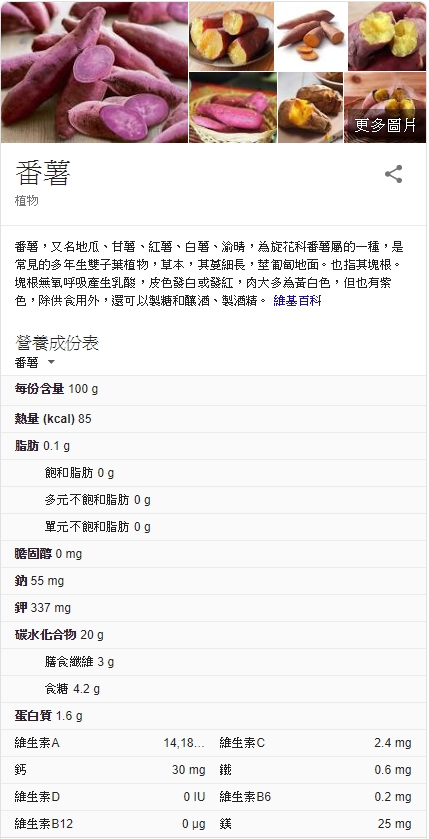 更多圖片
番薯
植物
番薯，又名地瓜、甘薯、紅薯、白薯、渝晴，為旋花科番薯屬的一種，是
常見的多年生雙子葉植物，草本，其蔓細長，莖匍匐地面。也指其塊根。
塊根無氧呼吸產生乳酸，皮色發白或發紅，肉大多為黃白色，但也有紫
色，除供食用外，還可以製糖和釀酒、製酒精。 維基百科
營養成份表
番薯
每份含量 100 g
熱量 (kcal) 85
脂肪 0.1 g
飽和脂肪 0 g
多元不飽和脂肪 0 g
單元不飽和脂肪 0 g
膽固醇 0 mg
鈉 55 mg
鉀 337 mg
碳水化合物 20 g
膳食纖維 3 g
食糖 4.2 g
蛋白質 1.6 g
維生素A 14,18... 維生素C 2.4 mg
鈣 30 mg 鐵 0.6 mg
維生素D 0 IU 維生素B6 0.2 mg
維生素B12 0 µg 鎂 25 mg